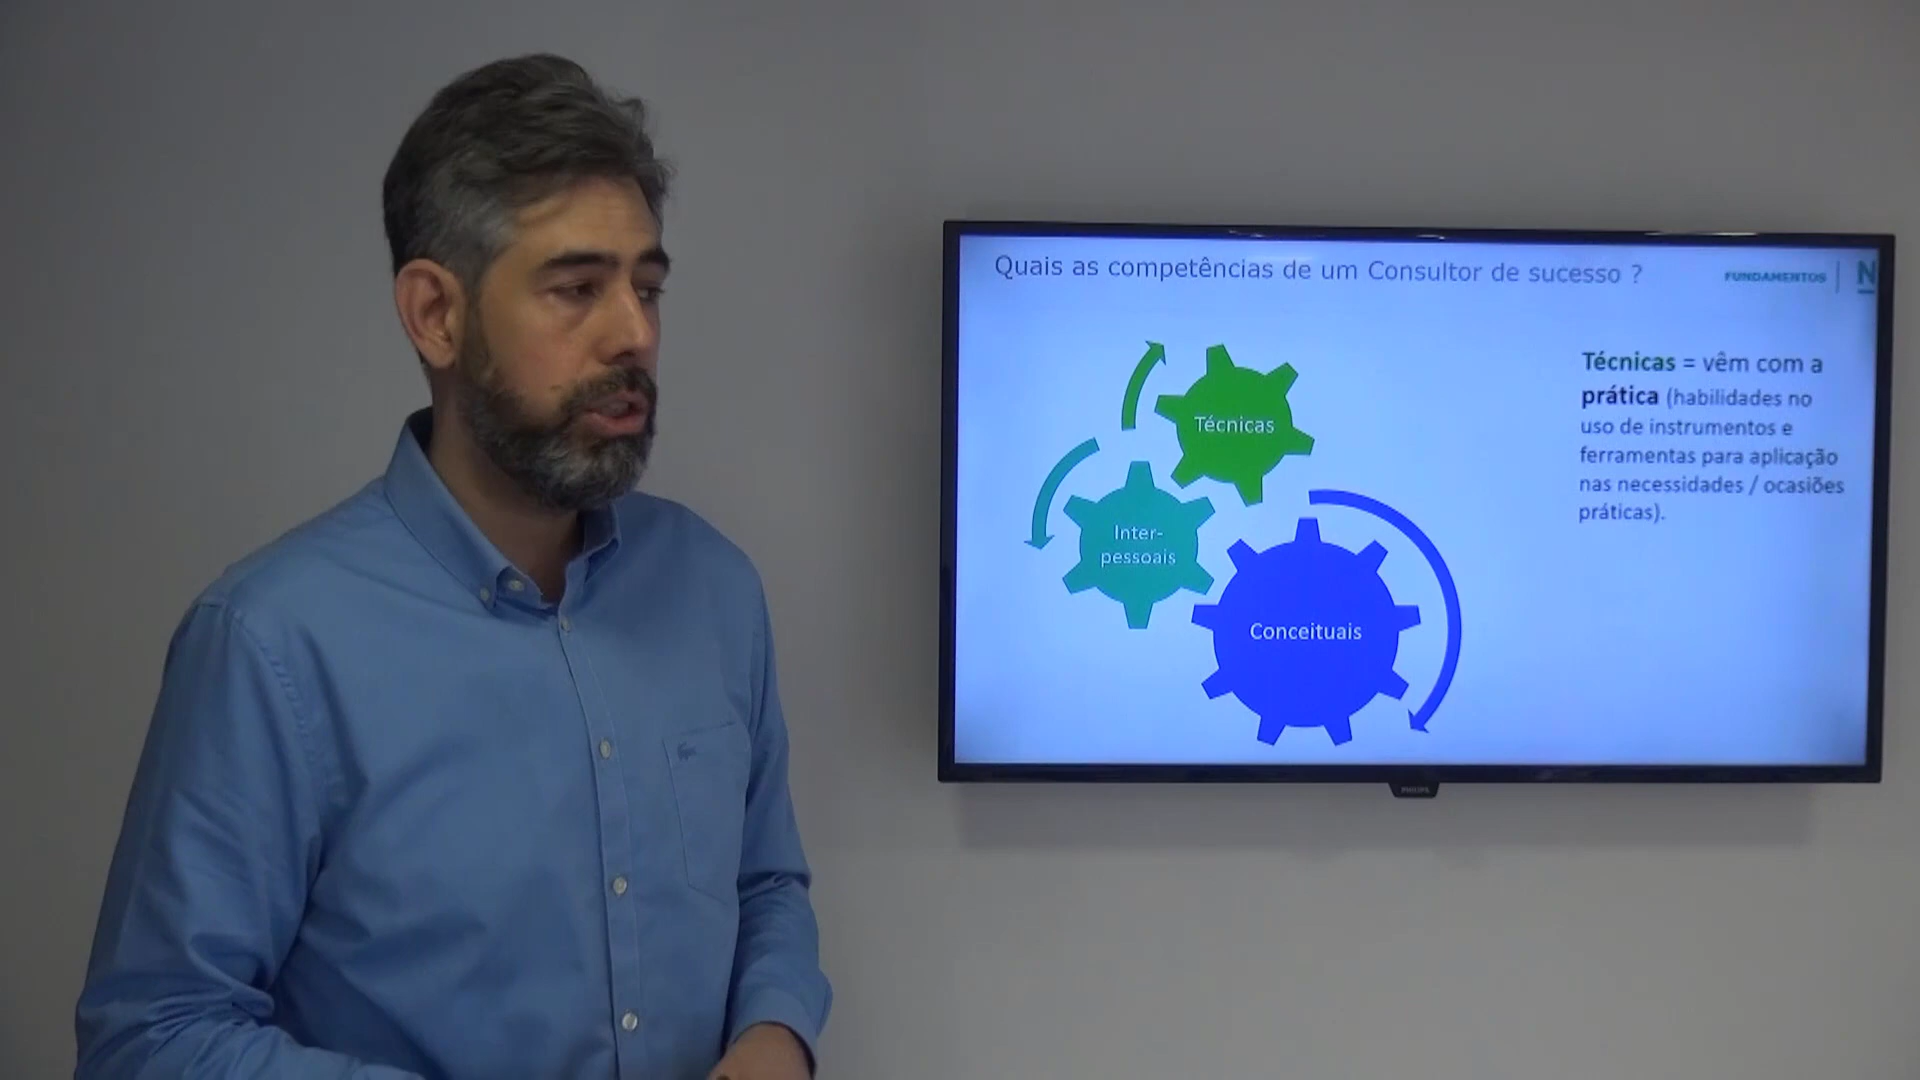 Quais as competências de um Consultor de sucesso ?
FUNDAMENTOS | N
Técnicas = vêm com a
prática (habilidades no
uso de instrumentos e
ferramentas para aplicação
nas necessidades / ocasiões
práticas).
Técnicas
Inter-
pessoais
Conceituais
PHILIPS